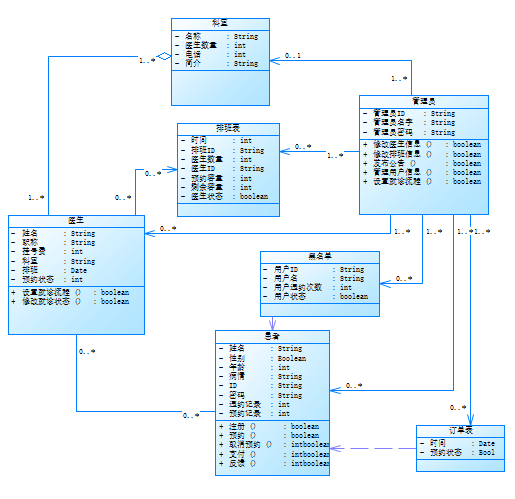 科室
- 名称 : String
- 医生数量 : int
- 电话 : int
- 简介 : String
1..*
0..1
1..*
管理员
- 管理员ID : String
- 管理员名字 : String
- 管理员密码 : String
+ 修改医生信息 () : boolean
+ 修改排班信息 () : boolean
+ 发布公告 () : boolean
+ 管理用户信息 () : boolean
+ 设置就诊流程 () : boolean
排班表
- 时间 : int
- 排班ID : String
- 医生数量 : int
- 医生ID : String
- 预约容量 : int
- 剩余容量 : int
- 医生状态 : boolean
0..*
1..*
0..*
1..*
0..*
医生
- 姓名 : String
- 职称 : String
- 挂号费 : int
- 科室 : String
- 排班 : Date
- 预约状态 : int
+ 设置就诊流程 () : boolean
+ 修改就诊状态 () : boolean
0..*
1..*
1..*
1..*
1..*
黑名单
- 用户ID : String
- 用户名 : String
- 用户违约次数 : int
- 用户状态 : boolean
0..*
患者
- 姓名 : String
- 性别 : Boolean
- 年龄 : int
- 病情 : String
- ID : String
- 密码 : String
- 违约记录 : int
- 预约记录 : int
+ 注册 () : boolean
+ 预约 () : boolean
+ 取消预约 () : intboolean
+ 支付 () : intboolean
+ 反馈 () : intboolean
0..*
0..*
0..*
0..*
订单表
- 时间 : Date
- 预约状态 : Bool